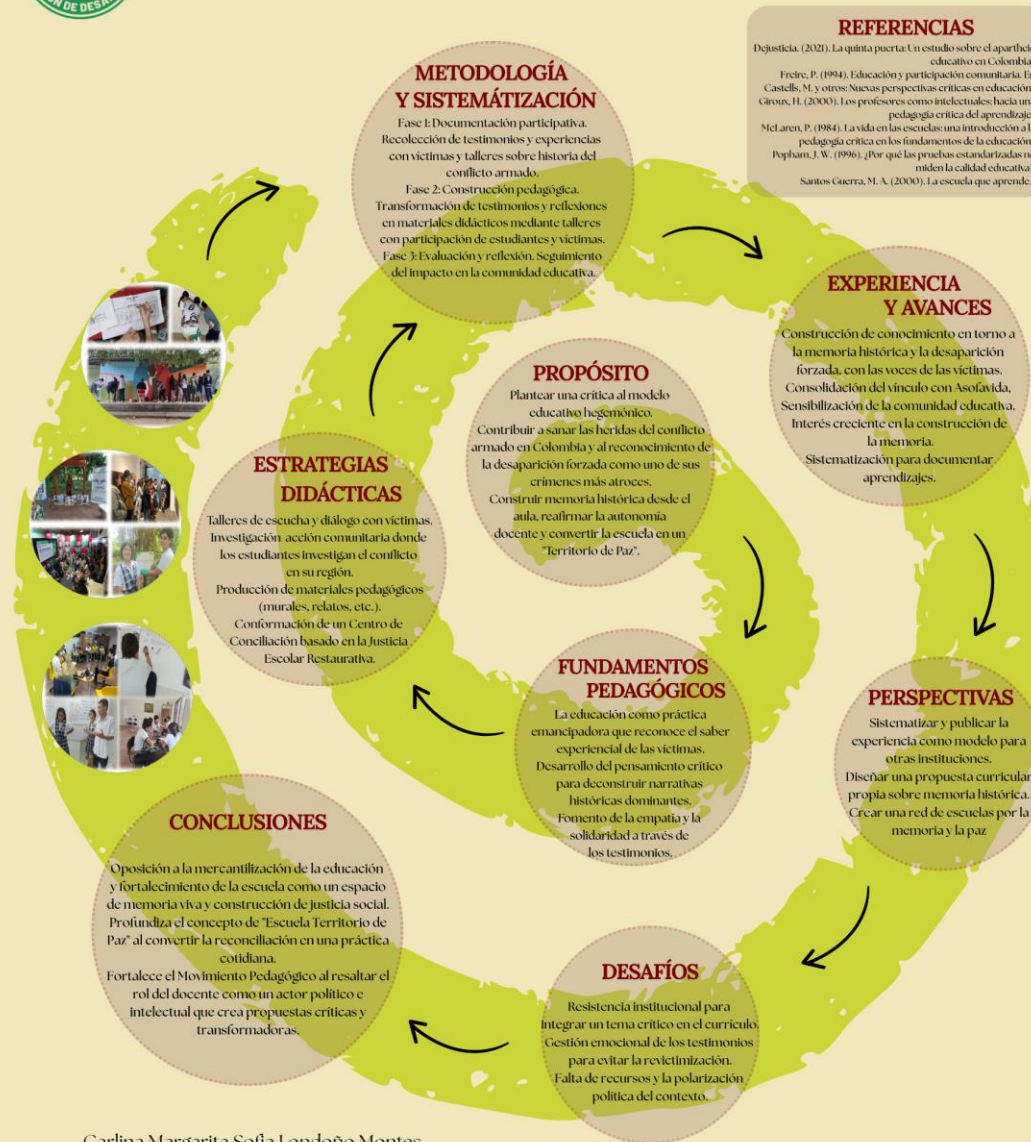 ÓN DE DES
REFERENCIAS
Dejusticia. (2021). La quinta puerta: Un estudio sobre el aparthei
educativo en Colombia
Freire, P. (1994). Educación y participación comunitaria. E
Castells, M. y otros: Nuevas perspectivas críticas en educación
Giroux, H. (2000). Los profesores como intelectuales: hacia un
pedagogía crítica del aprendizaje
McLaren, P. (1984). La vida en las escuelas: una introducción a l
pedagogía crítica en los fundamentos de la educación
Popham, J. W. (1996). ¿Por qué las pruebas estandarizadas n
miden la calidad educativa
Santos Guerra, M. A. (2000). La escuela que aprende.
METODOLOGÍA
Y SISTEMÁTIZACIÓN
Fase 1: Documentación participativa.
Recolección de testimonios y experiencias
con víctimas y talleres sobre historia del
conflicto armado.
Fase 2: Construcción pedagógica.
Transformación de testimonios y reflexiones
en materiales didácticos mediante talleres
con participación de estudiantes y víctimas.
Fase 3: Evaluación y reflexión. Seguimiento
del impacto en la comunidad educativa.
EXPERIENCIA
Y AVANCES
Construcción de conocimiento en torno a
la memoria histórica y la desaparición
forzada, con las voces de las víctimas.
Consolidación del vínculo con Asofavida,
Sensibilización de la comunidad educativa.
Interés creciente en la construcción de
la memoria.
Sistematización para documentar
aprendizajes.
PROPÓSITO
Plantear una crítica al modelo
educativo hegemónico.
Contribuir a sanar las heridas del conflicto
armado en Colombia y al reconocimiento de
la desaparición forzada como uno de sus
crímenes más atroces.
Construir memoria histórica desde el
aula, reafirmar la autonomía
docente y convertir la escuela en un
"Territorio de Paz".
ESTRATEGIAS
DIDÁCTICAS
Talleres de escucha y diálogo con víctimas.
Investigación acción comunitaria donde
los estudiantes investigan el conflicto
en su región.
Producción de materiales pedagógicos
(murales, relatos, etc.).
Conformación de un Centro de
Conciliación basado en la Justicia
Escolar Restaurativa.
FUNDAMENTOS
PEDAGÓGICOS
La educación como práctica
emancipadora que reconoce el saber
experiencial de las víctimas.
Desarrollo del pensamiento crítico
para deconstruir narrativas
históricas dominantes.
Fomento de la empatía y la
solidaridad a través de
los testimonios.
PERSPECTIVAS
Sistematizar y publicar la
experiencia como modelo para
otras instituciones.
Diseñar una propuesta curricular
propia sobre memoria histórica.
Crear una red de escuelas por la
memoria y la paz
CONCLUSIONES
Oposición a la mercantilización de la educación
y fortalecimiento de la escuela como un espacio
de memoria viva y construcción de justicia social.
Profundiza el concepto de "Escuela Territorio de
Paz" al convertir la reconciliación en una práctica
cotidiana.
Fortalece el Movimiento Pedagógico al resaltar el
rol del docente como un actor político e
intelectual que crea propuestas críticas y
transformadoras.
DESAFÍOS
Resistencia institucional para
integrar un tema crítico en el currículo.
Gestión emocional de los testimonios
para evitar la revictimización.
Falta de recursos y la polarización
política del contexto.
Carlina Margarita Sofía Londoño Montes